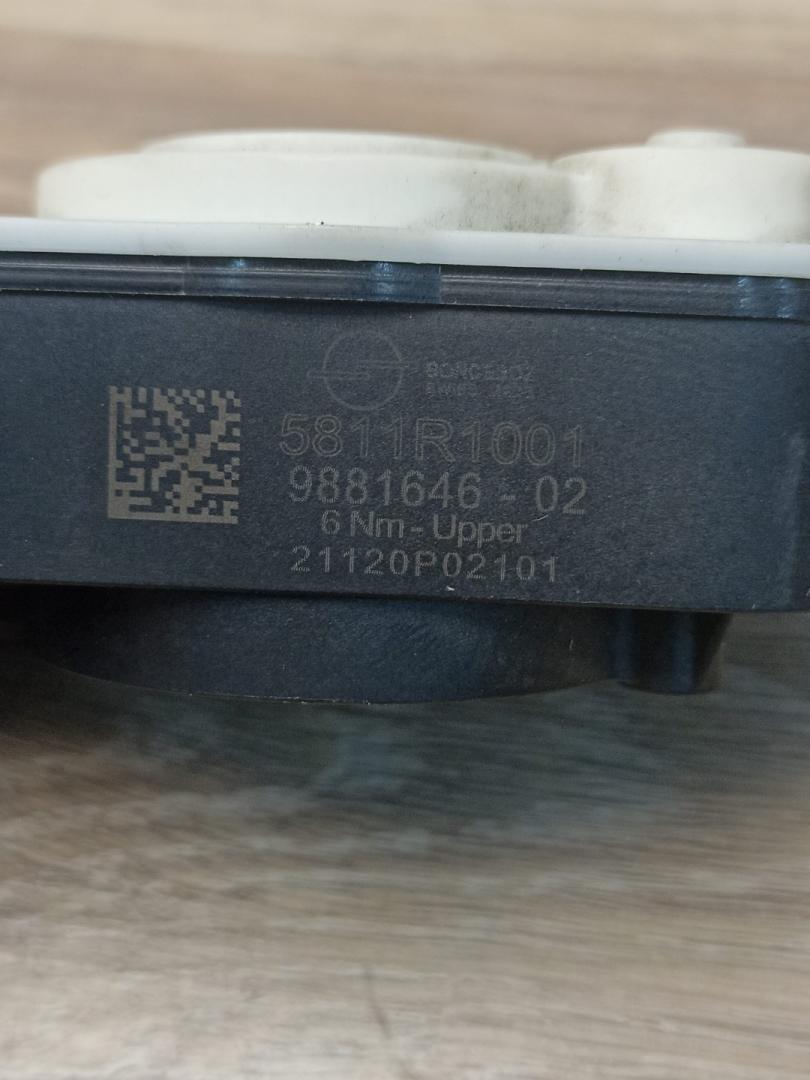 SONCEBOZ
5811R1001
9881646 - 02
6 Nm - Upper
21120P02101